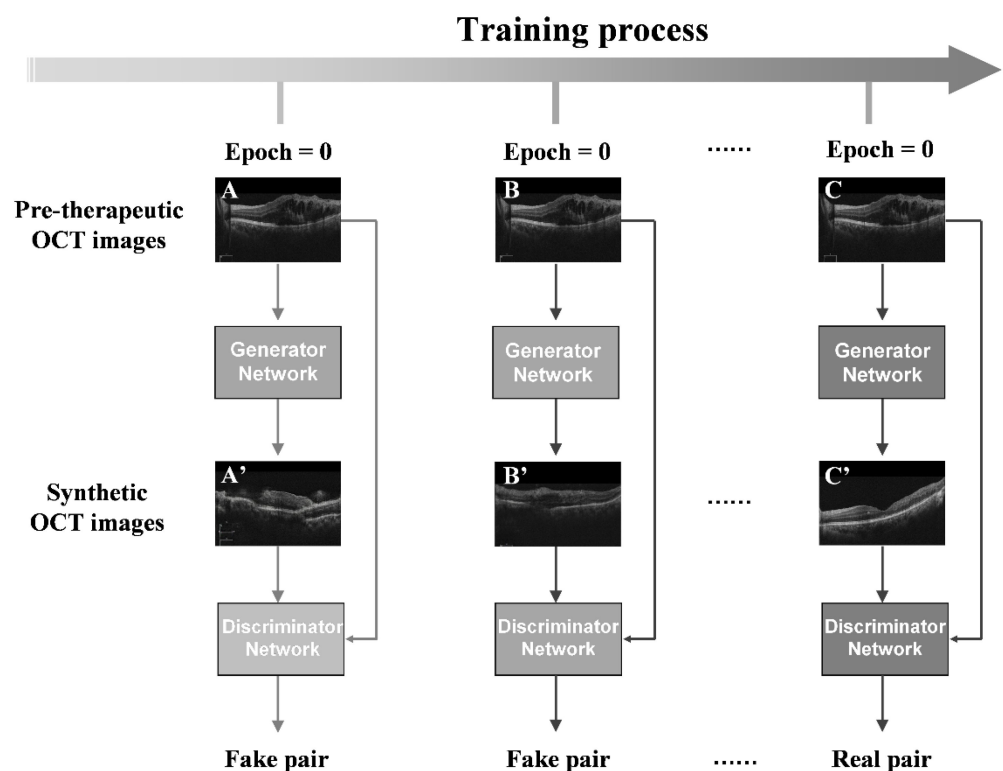 Training process
Epoch = 0 Epoch = 0 ...... Epoch = 0
Pre-therapeutic
OCT images
A B C
Generator
Network
Generator
Network
Generator
Network
Synthetic
OCT images
A’ B’ ...... C’
Discriminator
Network
Discriminator
Network
Discriminator
Network
Fake pair Fake pair ...... Real pair